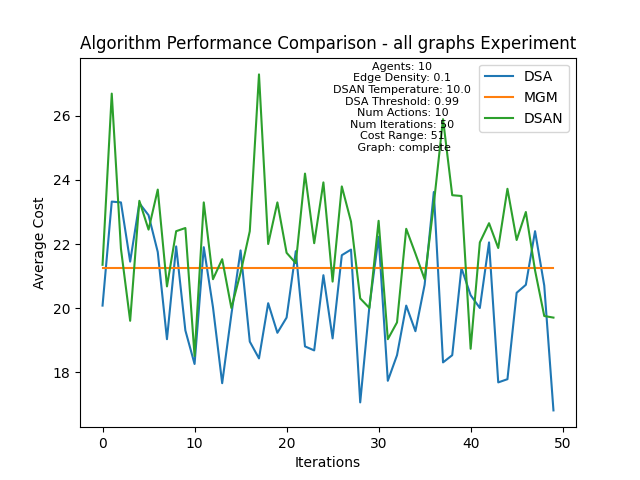 Algorithm Performance Comparison - all graphs Experiment
Agents: 10
Edge Density: 0.1
DSAN Temperature: 10.0
DSA Threshold: 0.99
Num Actions: 10
Num Iterations: 50
Cost Range: 51
Graph: complete
DSA
MGM
DSAN
Average Cost
26
24
22
20
18
0
10
20
30
40
50
Iterations